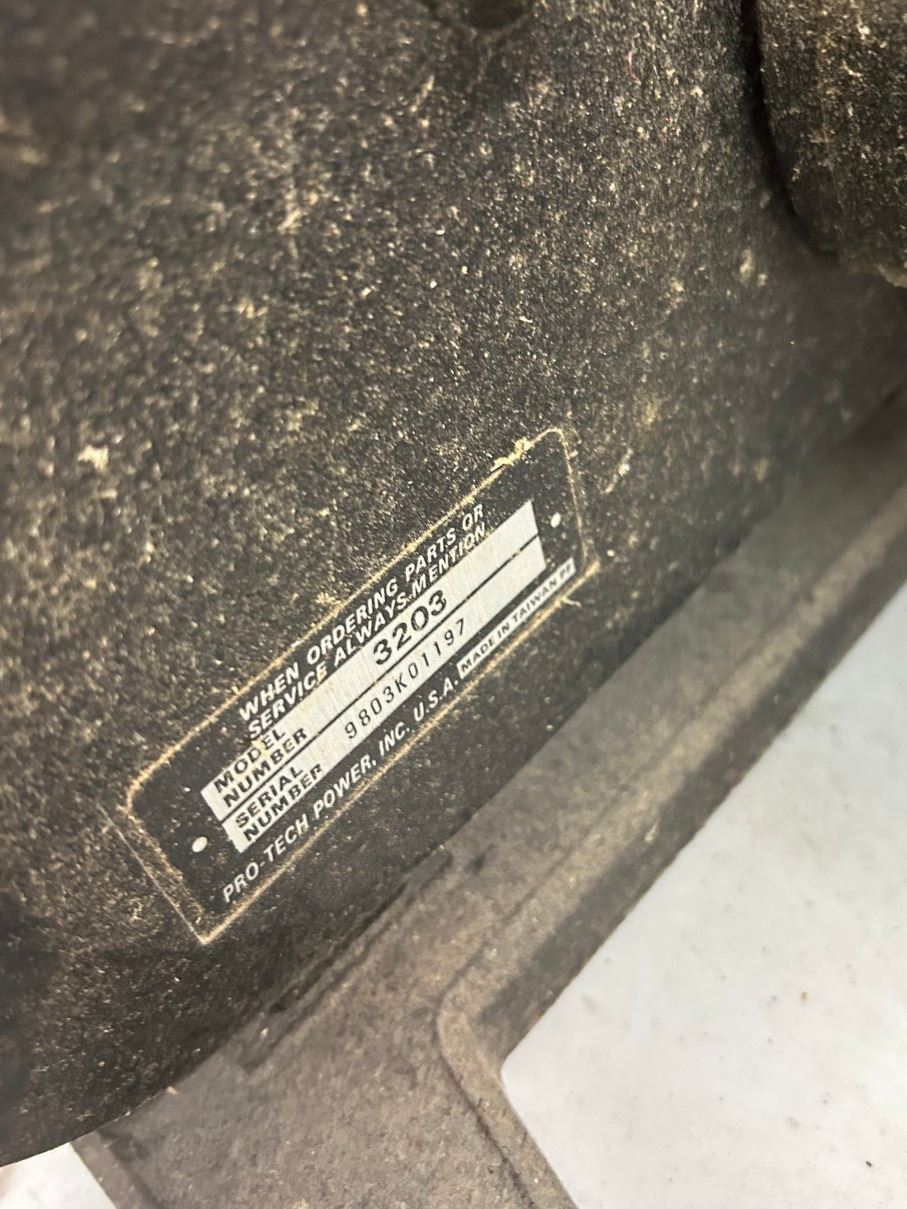 WHEN ORDERING PARTS OR
SERVICE ALWAYS MENTION
MODEL
NUMBER
3203
SERIAL
NUMBER
9803K01197
PRO-TECH POWER, INC. U.S.A.
MADE IN TAIWAN